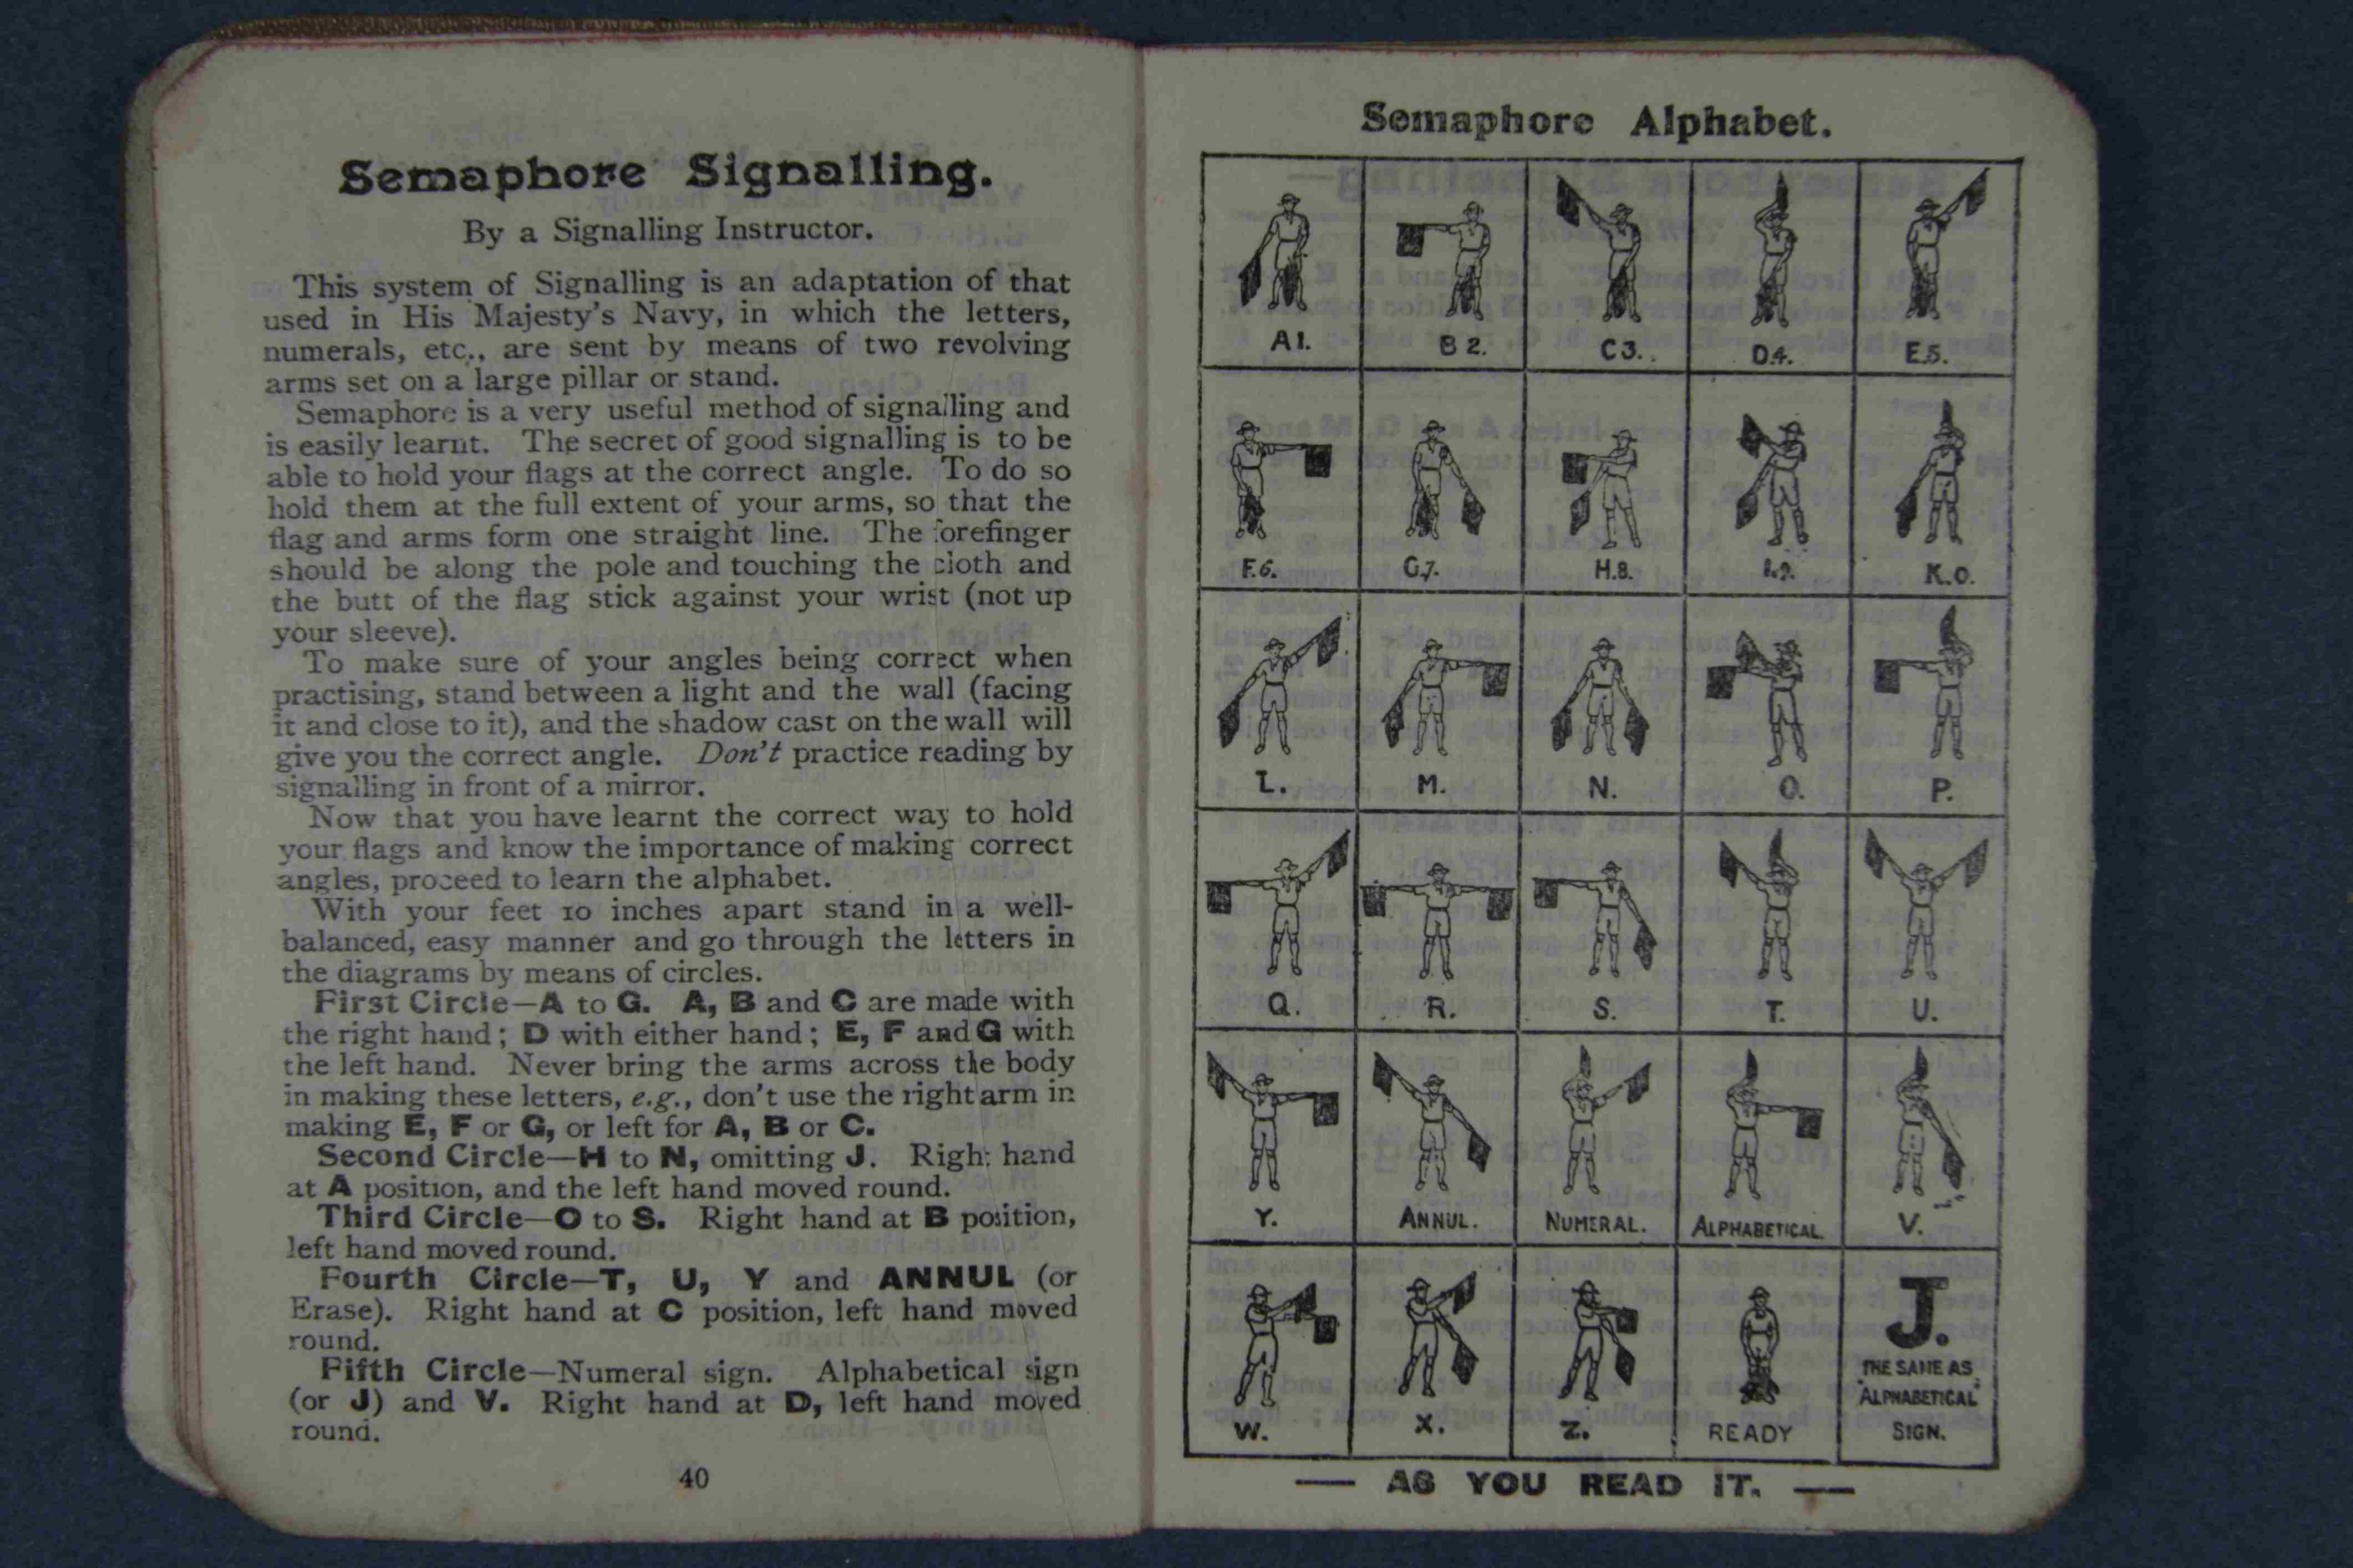 Semaphore Signalling.
By a Signalling Instructor.
This system of Signalling is an adaptation of that
used in His Majesty's Navy, in which the letters,
numerals, etc., are sent by means of two revolving
arms set on a large pillar or stand.
Semaphore is a very useful method of signalling and
is easily learnt. The secret of good signalling is to be
able to hold your flags at the correct angle. To do so
hold them at the full extent of your arms, so that the
flag and arms form one straight line. The forefinger
should be along the pole and touching the cloth and
the butt of the flag stick against your wrist (not up
your sleeve).
To make sure of your angles being correct when
practising, stand between a light and the wall (facing
it and close to it), and the shadow cast on the wall will
give you the correct angle. Don't practice reading by
signalling in front of a mirror.
Now that you have learnt the correct way to hold
your flags and know the importance of making correct
angles, proceed to learn the alphabet.
With your feet 10 inches apart stand in a well-
balanced, easy manner and go through the letters in
the diagrams by means of circles.
First Circle—A to G. A, B and C are made with
the right hand; D with either hand; E, F and G with
the left hand. Never bring the arms across the body
in making these letters, e.g., don't use the right arm in
making E, F or G, or left for A, B or C.
Second Circle—H to N, omitting J. Right hand
at A position, and the left hand moved round.
Third Circle—O to S. Right hand at B position,
left hand moved round.
Fourth Circle—T, U, Y and ANNUL (or
Erase). Right hand at C position, left hand moved
round.
Fifth Circle—Numeral sign. Alphabetical sign
(or J) and V. Right hand at D, left hand moved
round.
40
Semaphore Alphabet.
A1. B2. C3. D.4. E.5.
F.6. G.7. H.8. I.9. K.O.
L. M. N. O. P.
Q. R. S. T. U.
Y. ANNUL. NUMERAL. ALPHABETICAL. V.
J.
THE SAME AS
"ALPHABETICAL"
W. X. Z. READY SIGN.
— AS YOU READ IT. —